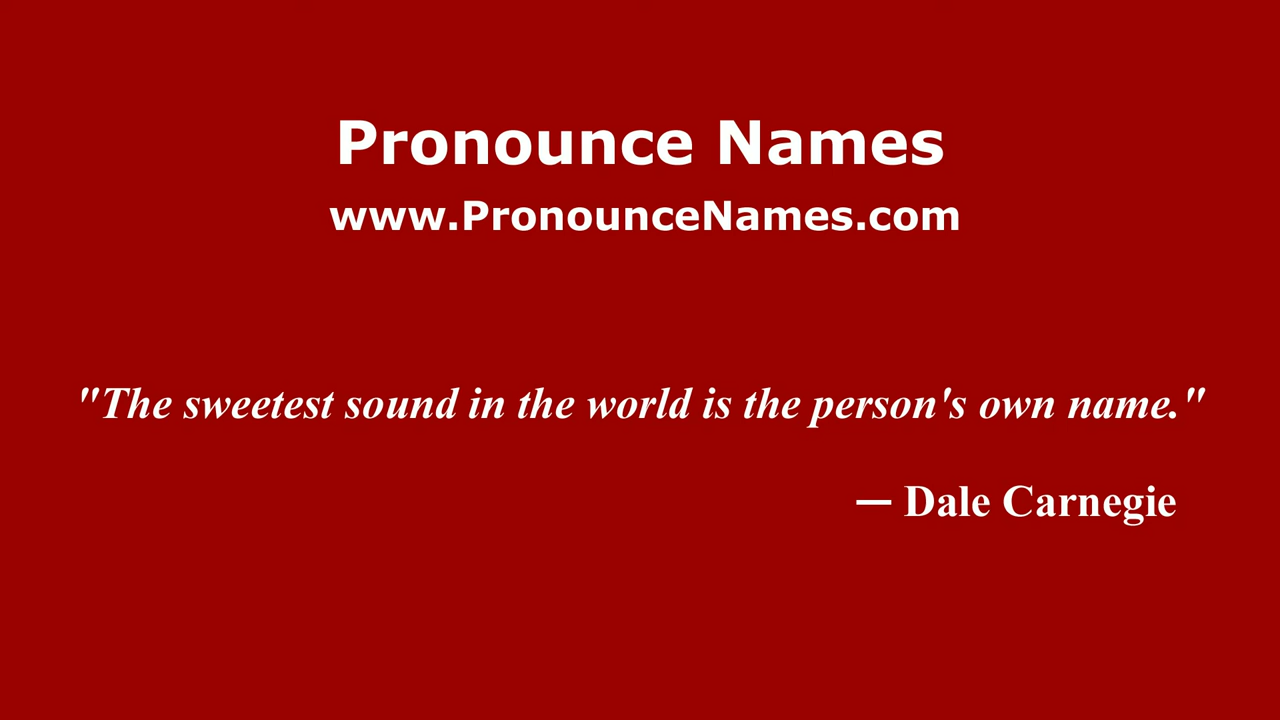 Pronounce Names
www.PronounceNames.com
"The sweetest sound in the world is the person's own name."
— Dale Carnegie